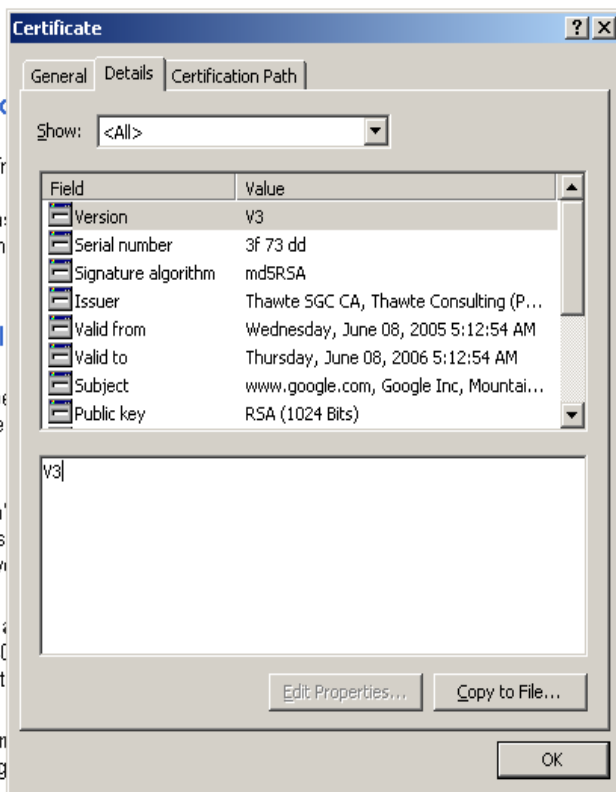 Certificate
General Details Certification Path
Show: <All>
Field Value
Version V3
Serial number 3f 73 dd
Signature algorithm md5RSA
Issuer Thawte SGC CA, Thawte Consulting (P...
Valid from Wednesday, June 08, 2005 5:12:54 AM
Valid to Thursday, June 08, 2006 5:12:54 AM
Subject www.google.com, Google Inc, Mountai...
Public key RSA (1024 Bits)
V3
Edit Properties... Copy to File...
OK